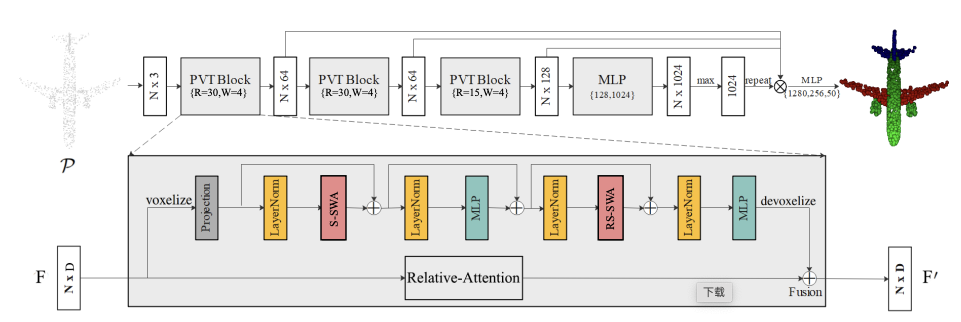 N x 3
PVT Block
{R=30,W=4}
N x 64
PVT Block
{R=30,W=4}
N x 64
PVT Block
{R=15,W=4}
N x 128
MLP
{128,1024}
N x 1024
max
1024
repeat
MLP
{1280,256,50}
𝒫
voxelize
Projection
LayerNorm
S-SWA
LayerNorm
MLP
LayerNorm
RS-SWA
LayerNorm
MLP
devoxelize
F
N x D
Relative-Attention
下载
Fusion
N x D
F′